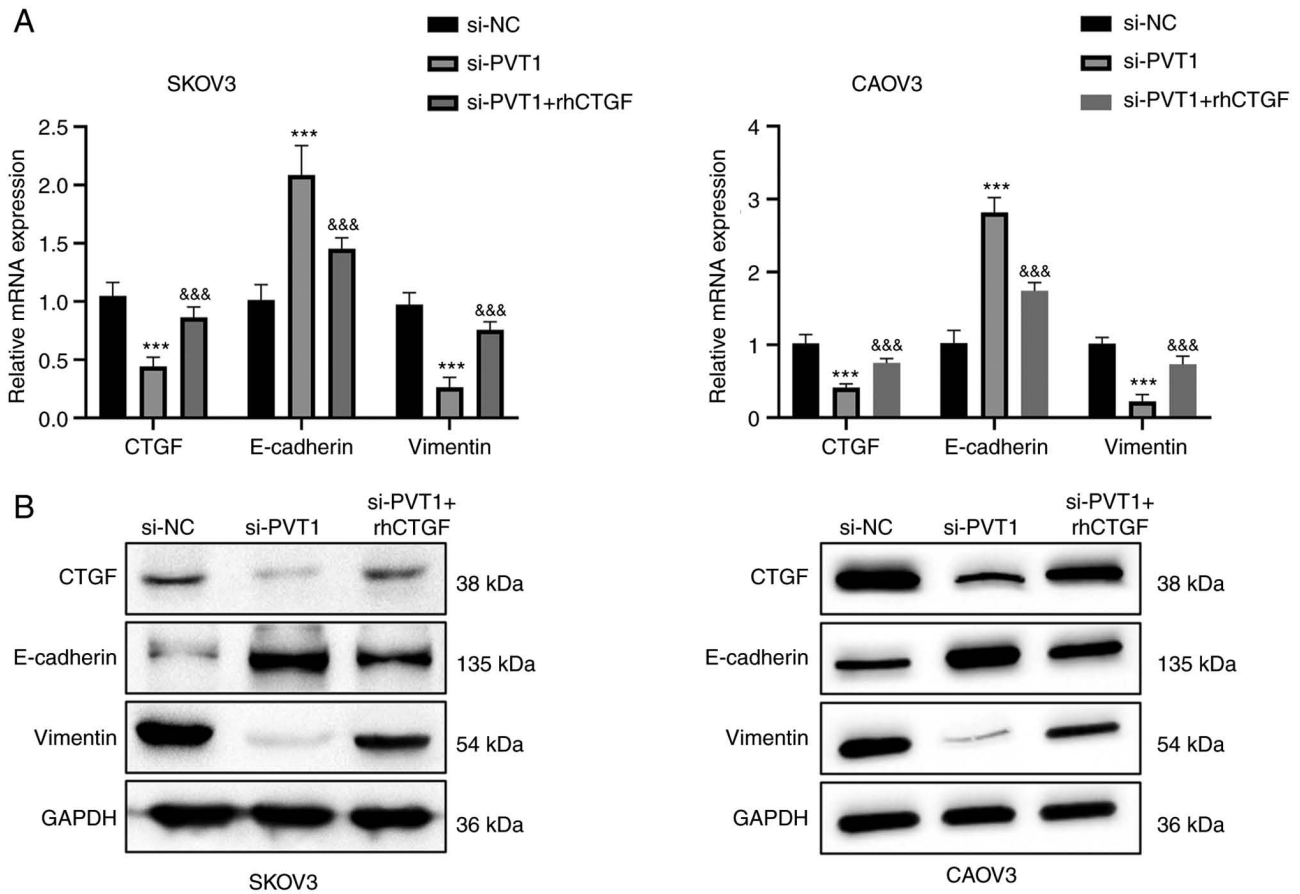 A
si-NC
si-PVT1
si-PVT1+rhCTGF
SKOV3
Relative mRNA expression
2.5
2.0
1.5
1.0
0.5
0.0
***
&&&
***
&&&
***
&&&
CTGF
E-cadherin
Vimentin
si-NC
si-PVT1
si-PVT1+rhCTGF
CAOV3
Relative mRNA expression
4
3
2
1
0
***
&&&
***
&&&
***
&&&
CTGF
E-cadherin
Vimentin
B
si-NC
si-PVT1
si-PVT1+
rhCTGF
CTGF
38 kDa
E-cadherin
135 kDa
Vimentin
54 kDa
GAPDH
36 kDa
SKOV3
si-NC
si-PVT1
si-PVT1+
rhCTGF
CTGF
38 kDa
E-cadherin
135 kDa
Vimentin
54 kDa
GAPDH
36 kDa
CAOV3